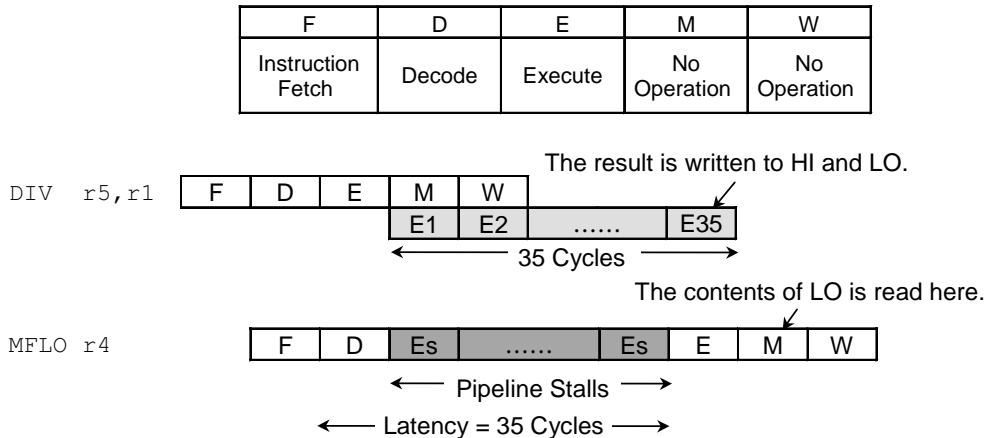 F D E M W
Instruction Fetch Decode Execute No Operation No Operation
The result is written to HI and LO.
DIV r5,r1 F D E M W
E1 E2 ...... E35
35 Cycles
The contents of LO is read here.
MFLO r4 F D Es ...... Es E M W
Pipeline Stalls
Latency = 35 Cycles